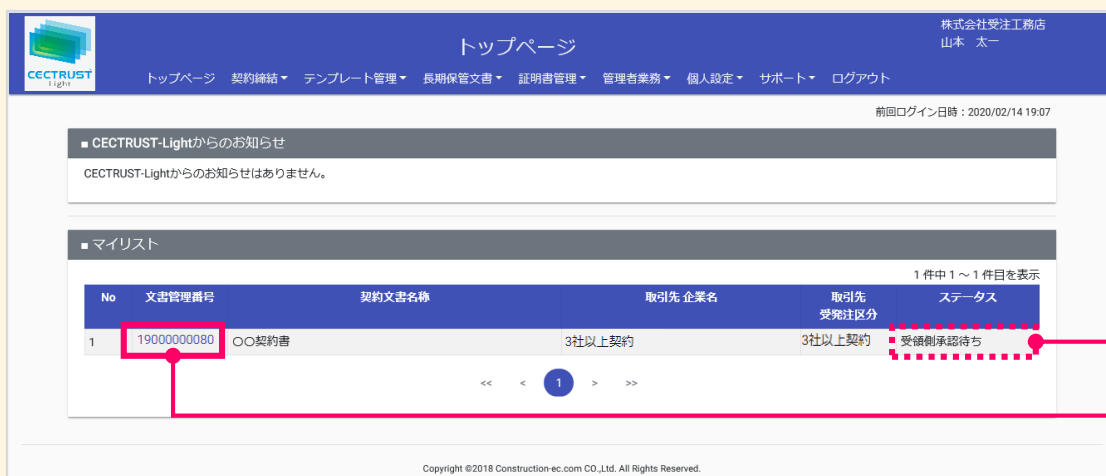 株式会社受注工務店
トップページ
山本 太一
CECTRUST
Light
トップページ 契約締結 テンプレート管理 長期保管文書 証明書管理 管理者業務 個人設定 サポート ログアウト
前回ログイン日時：2020/02/14 19:07
■ CECTRUST-Lightからのお知らせ
CECTRUST-Lightからのお知らせはありません。
■ マイリスト
1 件中 1 ～ 1 件目を表示
No 文書管理番号 契約文書名称 取引先 企業名 取引先 受発注区分 ステータス
1 19000000080 〇〇契約書 3社以上契約 3社以上契約 受領側承認待ち
<< < 1 > >>
Copyright ©2018 Construction-ec.com CO.,Ltd. All Rights Reserved.